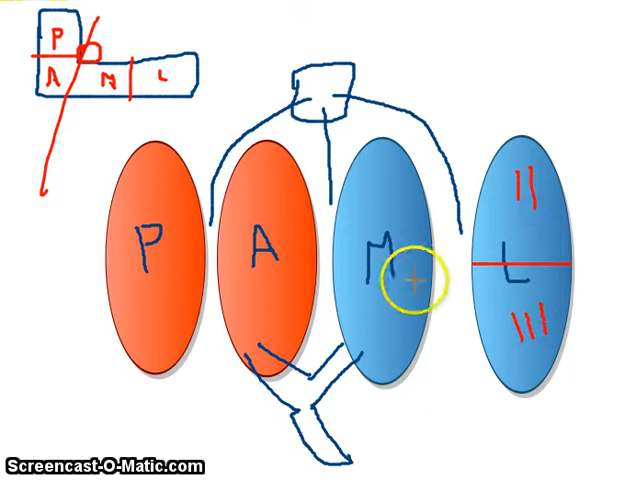 P
A M L
P A M L
II
III
Screencast-O-Matic.com